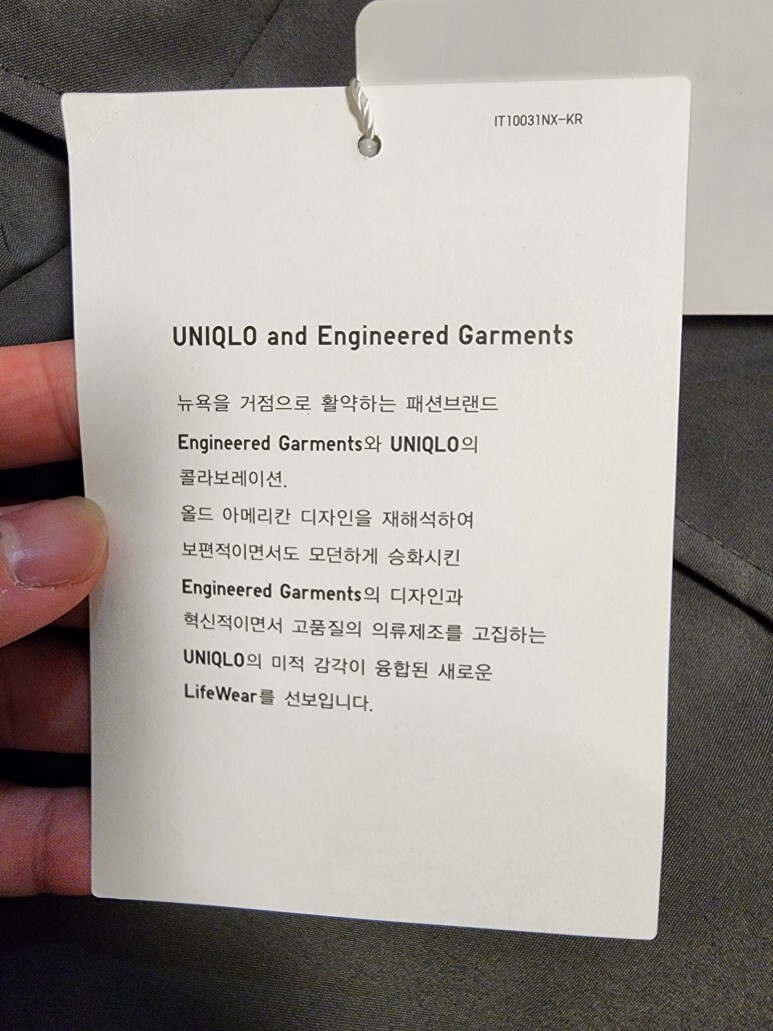 IT10031NX-KR
UNIQLO and Engineered Garments
뉴욕을 거점으로 활약하는 패션브랜드
Engineered Garments와 UNIQLO의
콜라보레이션.
올드 아메리칸 디자인을 재해석하여
보편적이면서도 모던하게 승화시킨
Engineered Garments의 디자인과
혁신적이면서 고품질의 의류제조를 고집하는
UNIQLO의 미적 감각이 융합된 새로운
LifeWear를 선보입니다.